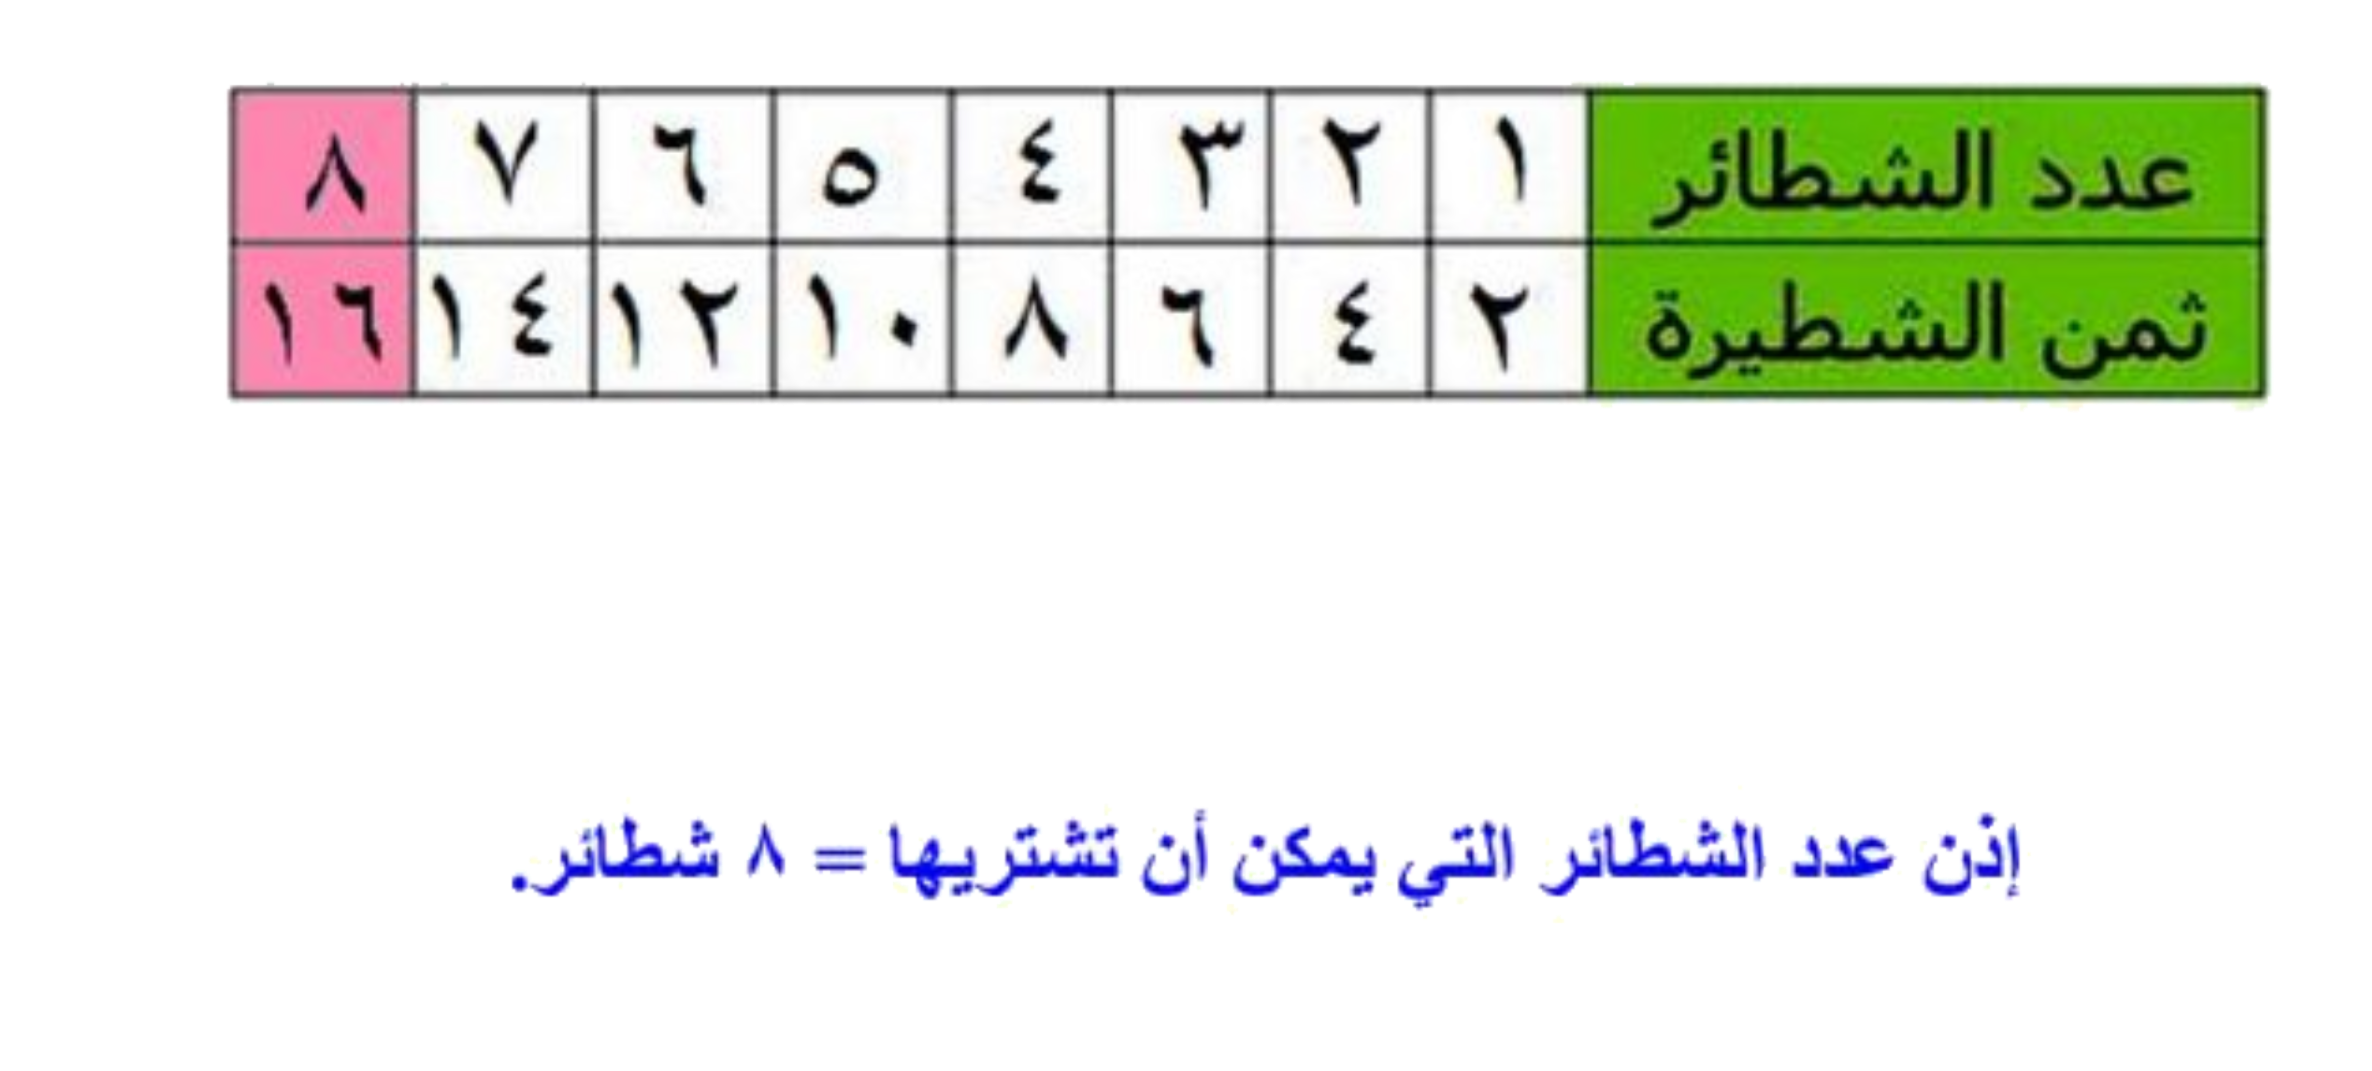 عدد الشطائر ١ ٢ ٣ ٤ ٥ ٦ ٧ ٨
ثمن الشطيرة ٢ ٤ ٦ ٨ ١٠ ١٢ ١٤ ١٦
إذن عدد الشطائر التي يمكن أن تشتريها = ٨ شطائر.